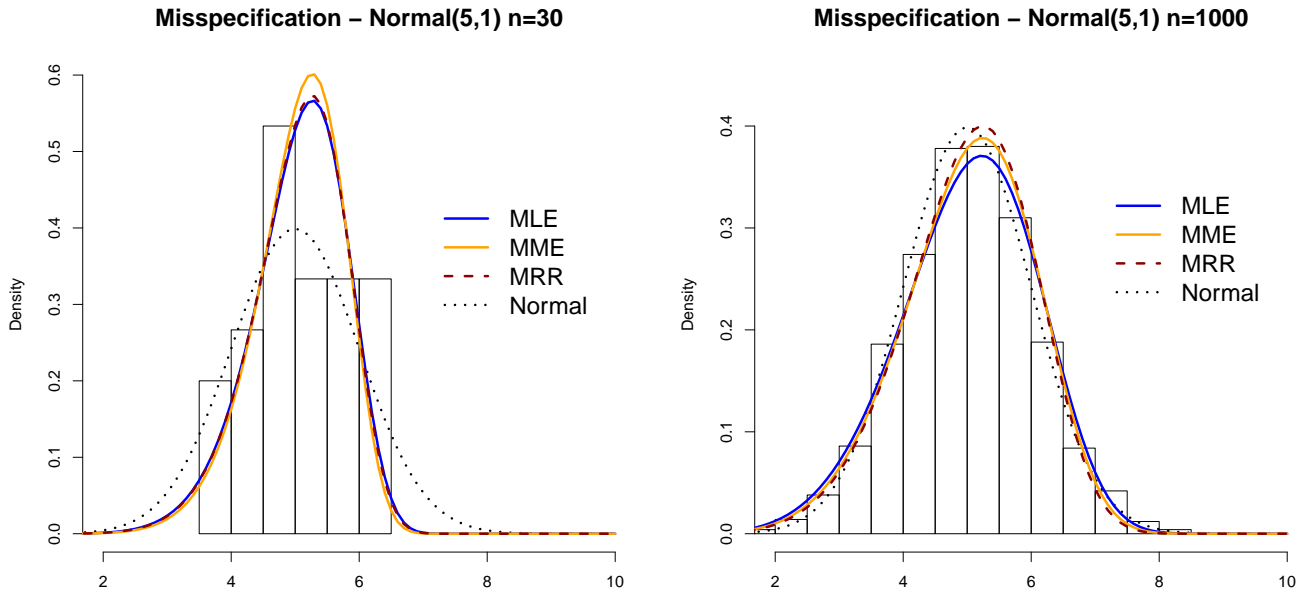 Misspecification − Normal(5,1) n=30
Density
0.0 0.1 0.2 0.3 0.4 0.5 0.6
2 4 6 8 10
MLE
MME
MRR
Normal
Misspecification − Normal(5,1) n=1000
Density
0.0 0.1 0.2 0.3 0.4
2 4 6 8 10
MLE
MME
MRR
Normal